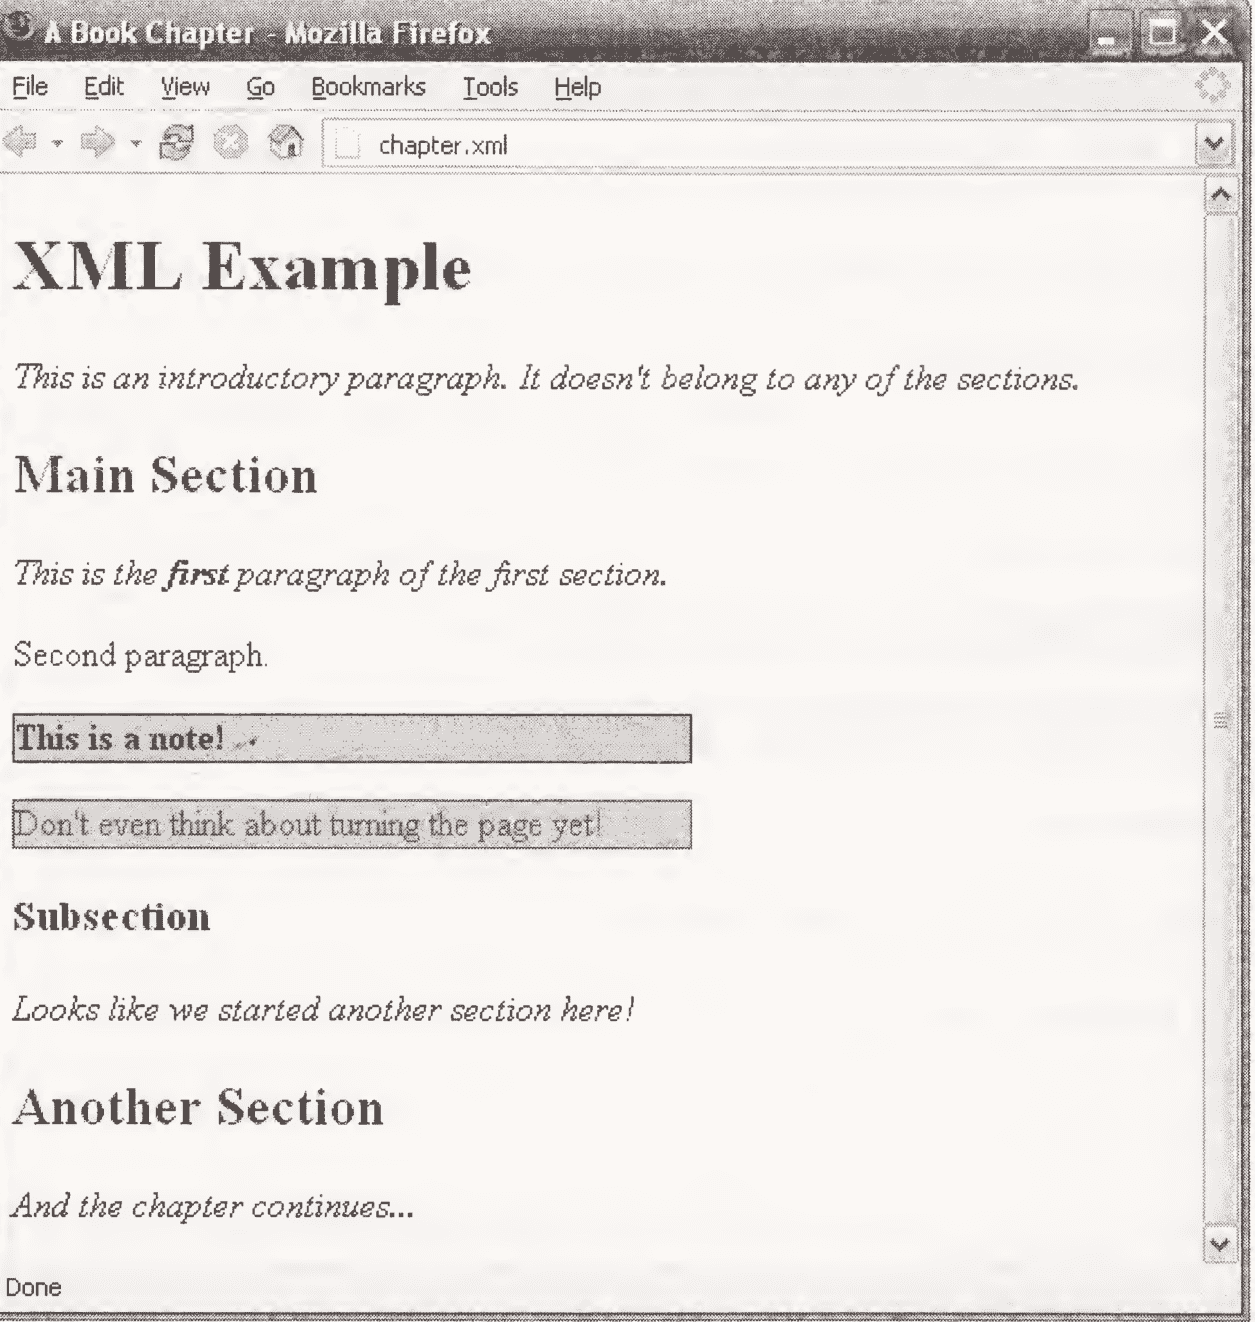 A Book Chapter - Mozilla Firefox
File Edit View Go Bookmarks Tools Help
chapter.xml
XML Example
This is an introductory paragraph. It doesn't belong to any of the sections.
Main Section
This is the first paragraph of the first section.
Second paragraph.
This is a note!
Don't even think about turning the page yet!
Subsection
Looks like we started another section here!
Another Section
And the chapter continues...
Done